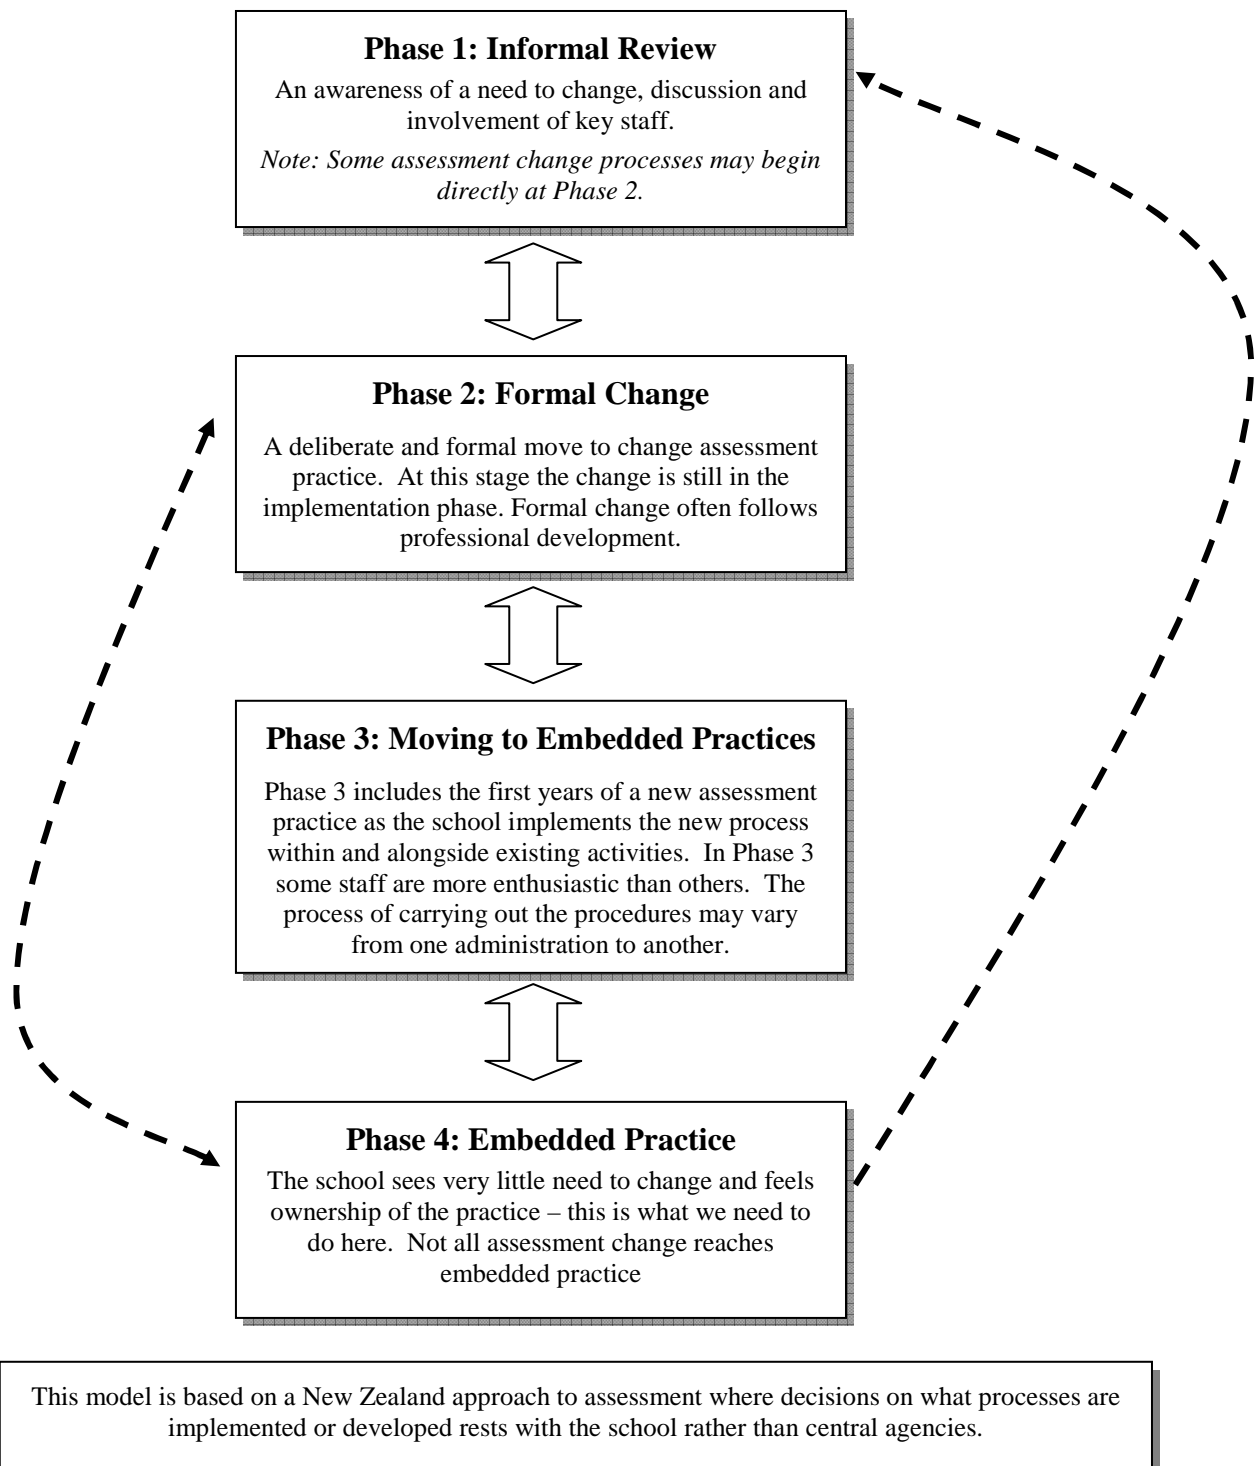 Phase 1: Informal Review
An awareness of a need to change, discussion and
involvement of key staff.
Note: Some assessment change processes may begin
directly at Phase 2.
Phase 2: Formal Change
A deliberate and formal move to change assessment
practice. At this stage the change is still in the
implementation phase. Formal change often follows
professional development.
Phase 3: Moving to Embedded Practices
Phase 3 includes the first years of a new assessment
practice as the school implements the new process
within and alongside existing activities. In Phase 3
some staff are more enthusiastic than others. The
process of carrying out the procedures may vary
from one administration to another.
Phase 4: Embedded Practice
The school sees very little need to change and feels
ownership of the practice – this is what we need to
do here. Not all assessment change reaches
embedded practice
This model is based on a New Zealand approach to assessment where decisions on what processes are
implemented or developed rests with the school rather than central agencies.